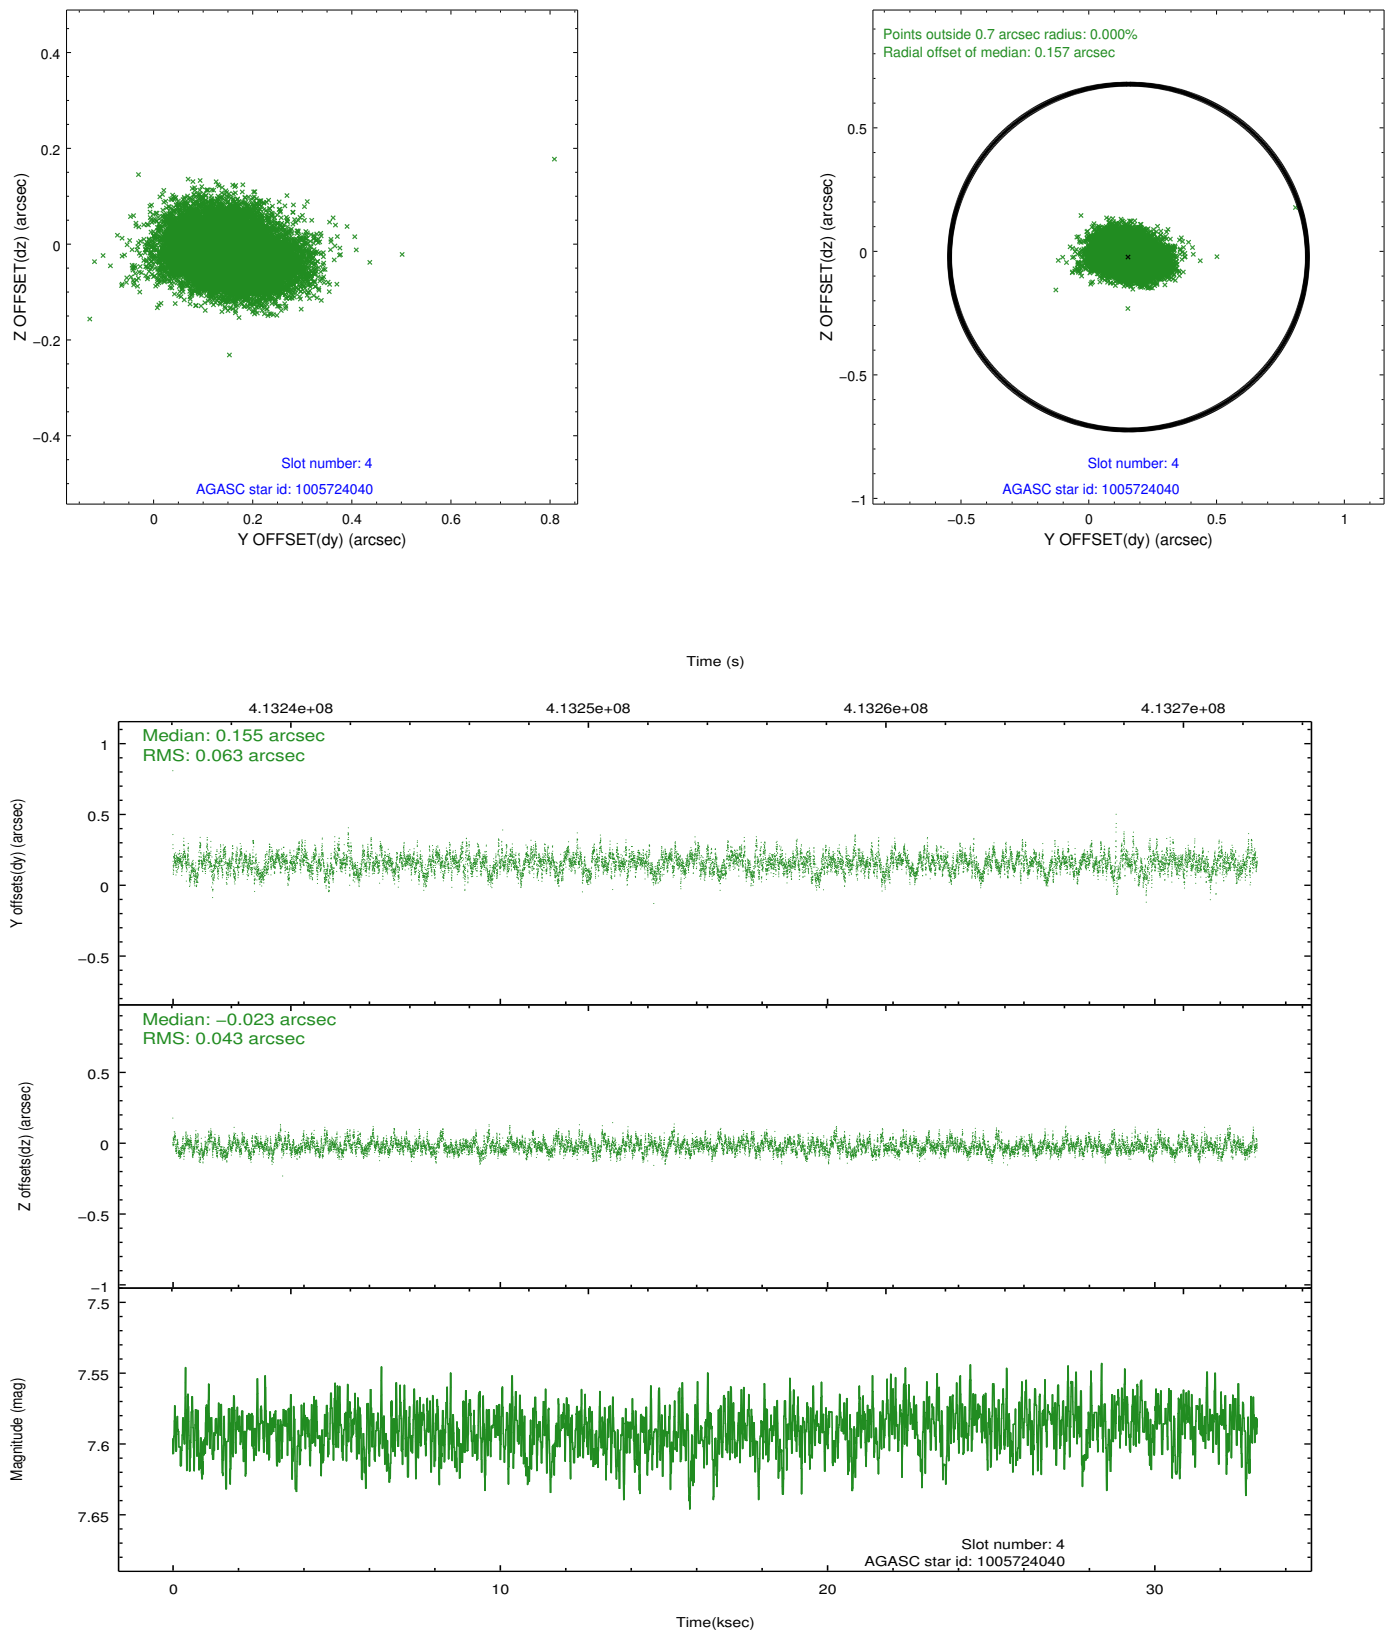 0.4
0.2
0
−0.2
−0.4
Z OFFSET(dz) (arcsec)
Slot number: 4
AGASC star id: 1005724040
0 0.2 0.4 0.6 0.8
Y OFFSET(dy) (arcsec)
Points outside 0.7 arcsec radius: 0.000%
Radial offset of median: 0.157 arcsec
0.5
0
−0.5
−1
Z OFFSET(dz) (arcsec)
Slot number: 4
AGASC star id: 1005724040
−0.5 0 0.5 1
Y OFFSET(dy) (arcsec)
Time (s)
4.1324e+08 4.1325e+08 4.1326e+08 4.1327e+08
Median: 0.155 arcsec
RMS: 0.063 arcsec
1
0.5
0
−0.5
Y offsets(dy) (arcsec)
Median: −0.023 arcsec
RMS: 0.043 arcsec
0.5
0
−0.5
−1
Z offsets(dz) (arcsec)
7.5
7.55
7.6
7.65
Magnitude (mag)
Slot number: 4
AGASC star id: 1005724040
0 10 20 30
Time(ksec)